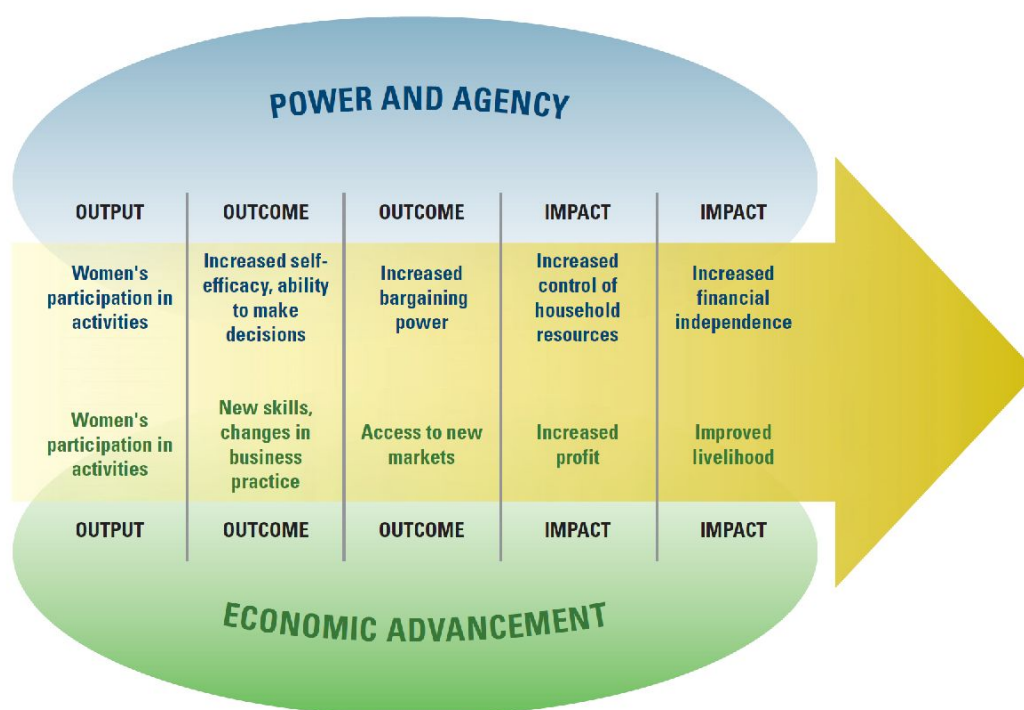 POWER AND AGENCY
OUTPUT
OUTCOME
OUTCOME
IMPACT
IMPACT
Women's
participation in
activities
Increased self-
efficacy, ability
to make
decisions
Increased
bargaining
power
Increased
control of
household
resources
Increased
financial
independence
Women's
participation in
activities
New skills,
changes in
business
practice
Access to new
markets
Increased
profit
Improved
livelihood
OUTPUT
OUTCOME
OUTCOME
IMPACT
IMPACT
ECONOMIC ADVANCEMENT